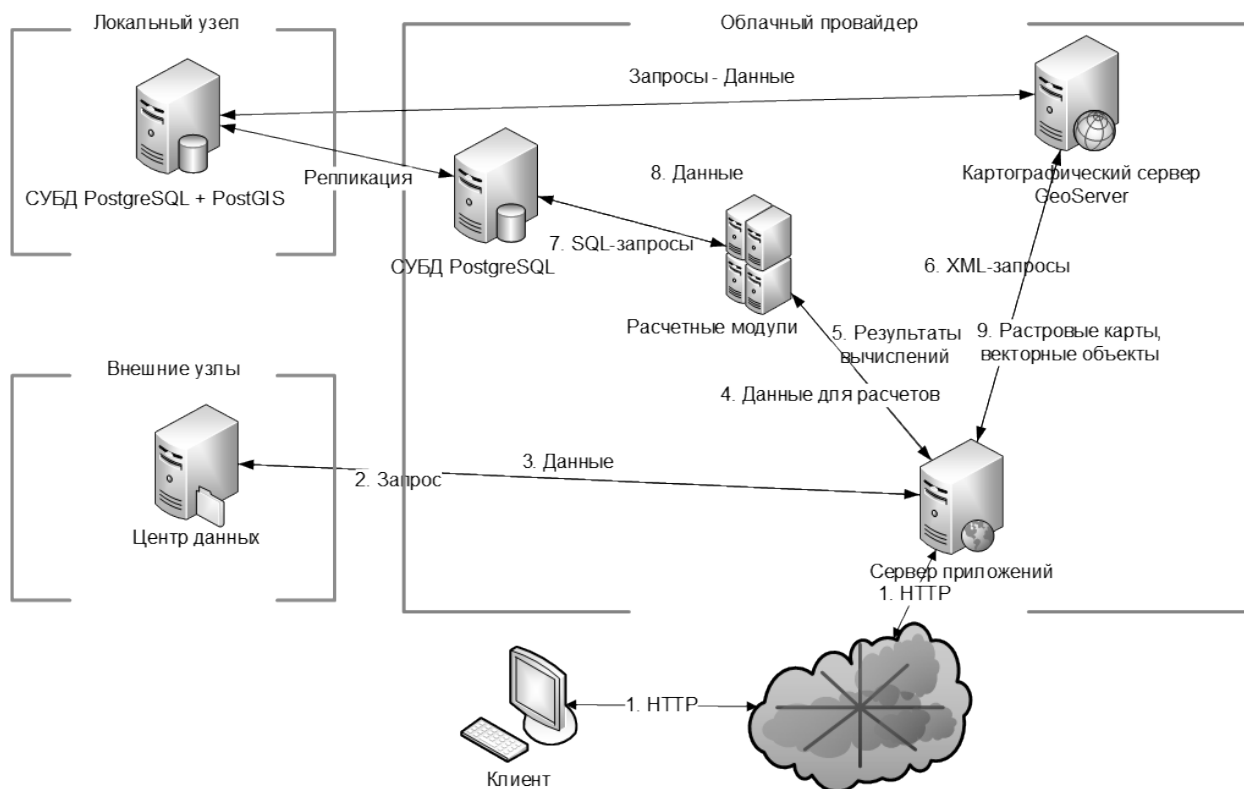 Локальный узел
Облачный провайдер
Запросы - Данные
Репликация
СУБД PostgreSQL + PostGIS
8. Данные
Картографический сервер
GeoServer
7. SQL-запросы
СУБД PostgreSQL
6. XML-запросы
Расчетные модули
5. Результаты
вычислений
9. Растровые карты,
векторные объекты
Внешние узлы
4. Данные для расчетов
3. Данные
2. Запрос
Центр данных
Сервер приложений
1. HTTP
1. HTTP
Клиент